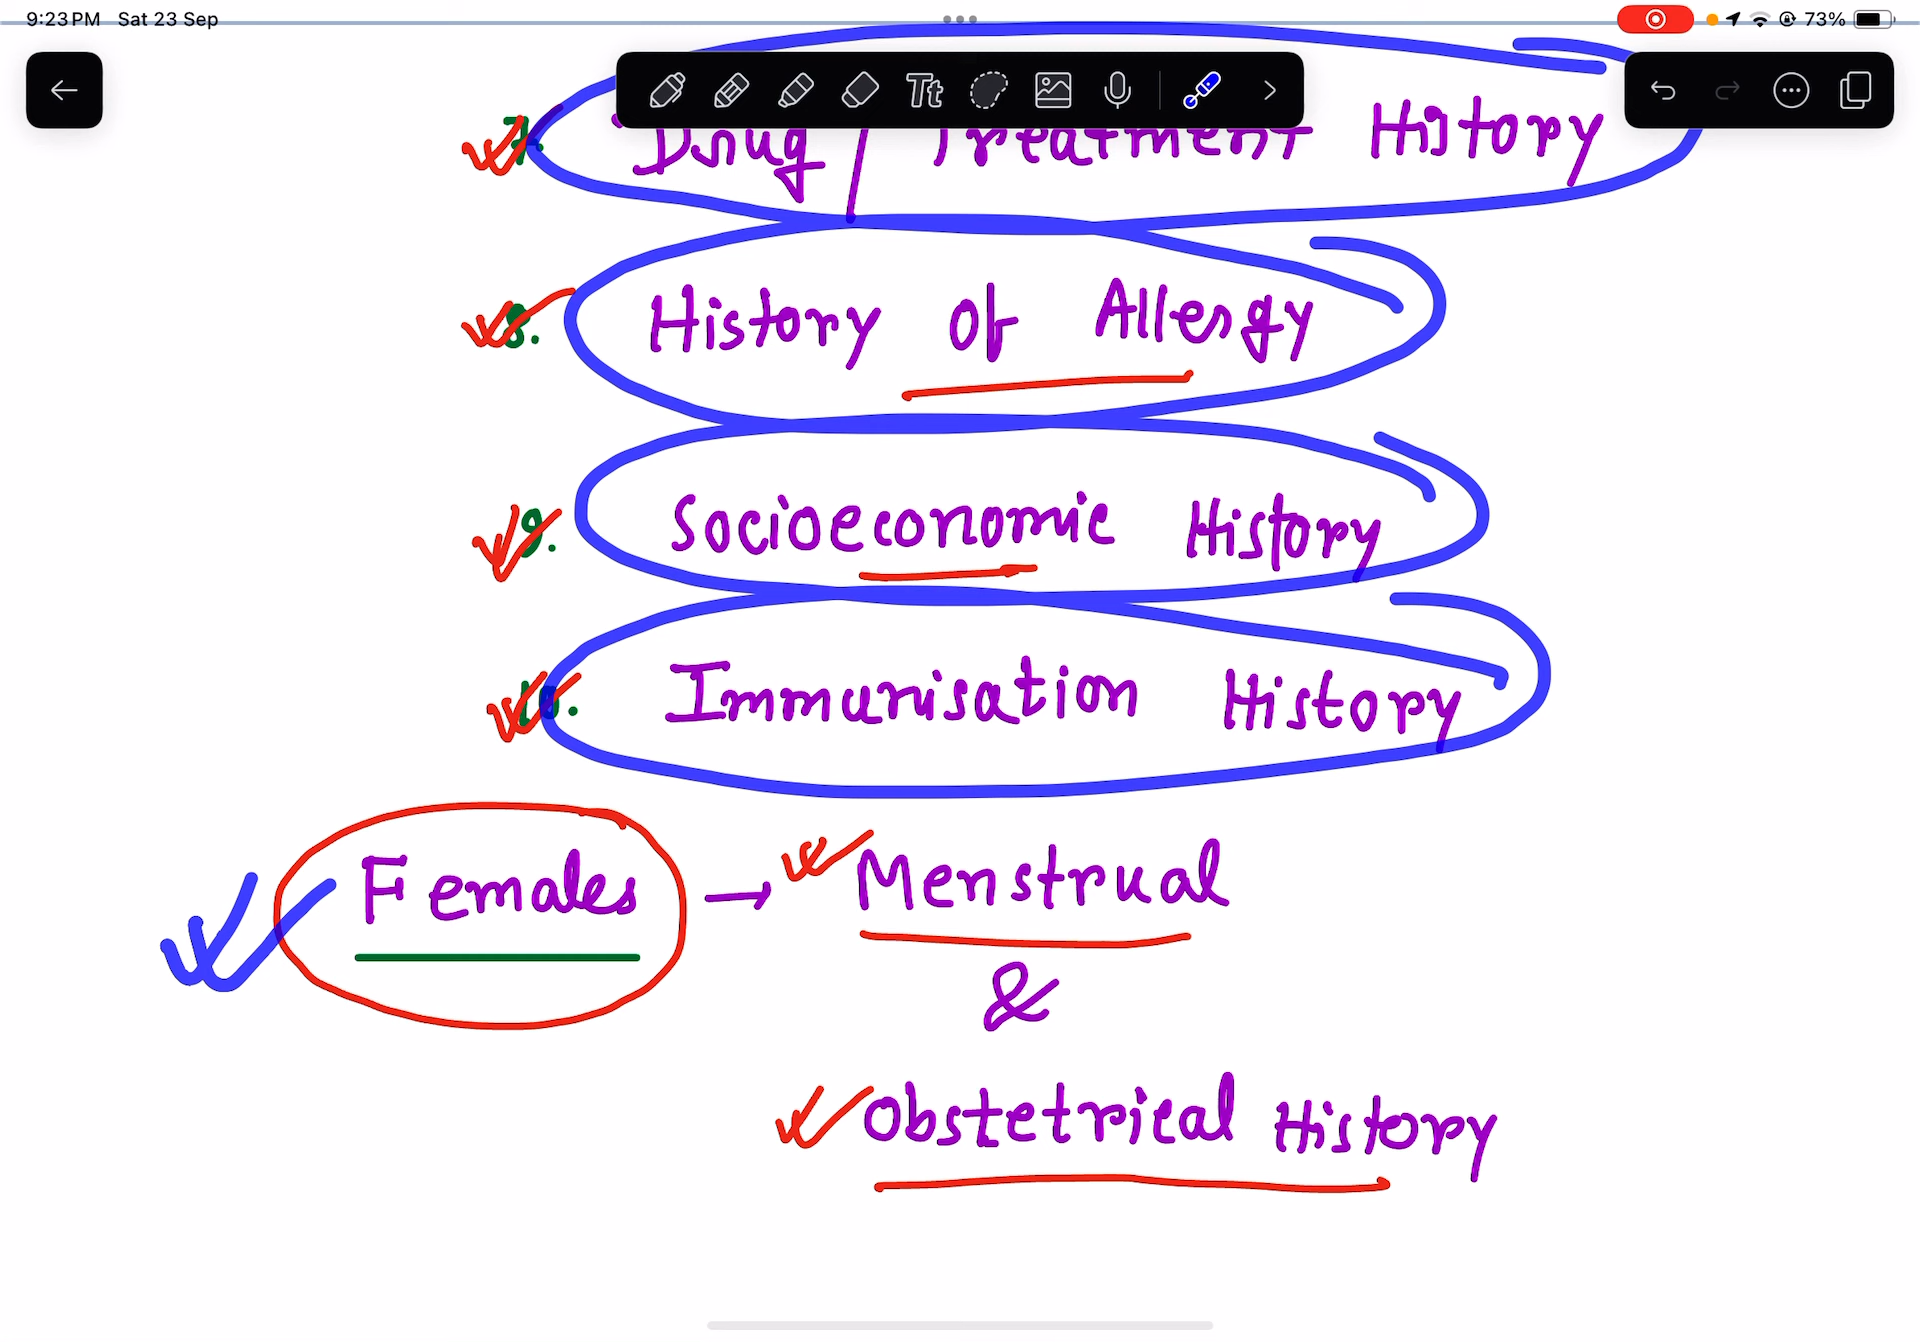 9:23 PM Sat 23 Sep 73%
Tt
7. Drug / Treatment History
8. History of Allergy
9. Socioeconomic History
10. Immunisation History
Females → Menstrual
&
Obstetrical History